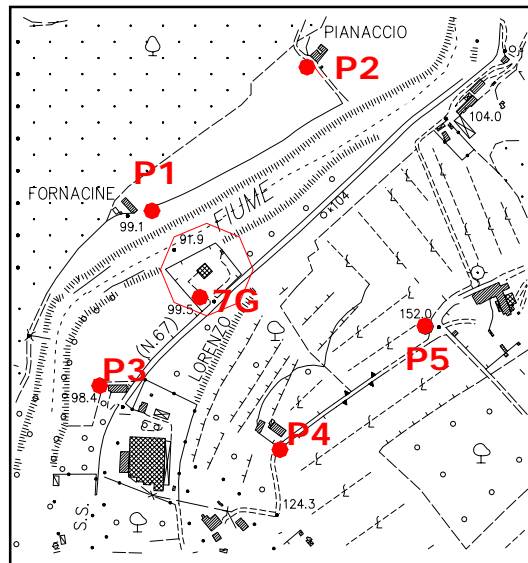 PIANACCIO
P2
104.0
P1
FORNACINE
99.1
FIUME
x104
91.9
7G
99.5
(N.67)
LORENZO
152.0
P5
P3
98.4
P4
124.3
S.S.